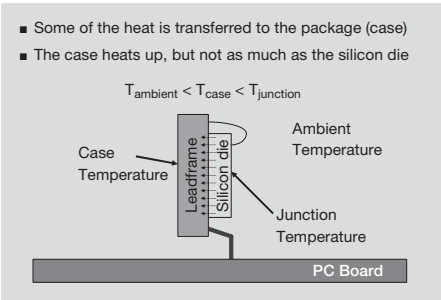 ■ Some of the heat is transferred to the package (case)
■ The case heats up, but not as much as the silicon die
Tambient < Tcase < Tjunction
Ambient
Temperature
Case
Temperature
Leadframe
Silicon die
Junction
Temperature
PC Board